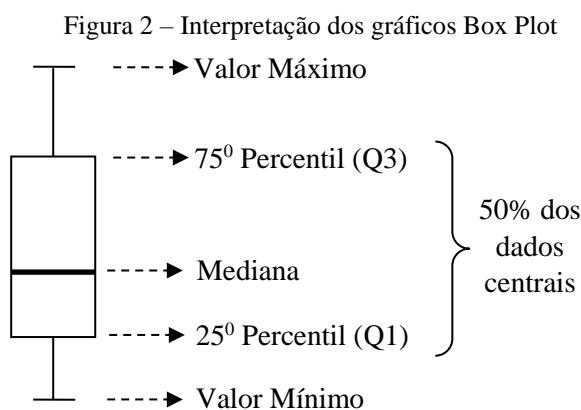 Figura 2 – Interpretação dos gráficos Box Plot
Valor Máximo
75⁰ Percentil (Q3)
50% dos
dados
centrais
Mediana
25⁰ Percentil (Q1)
Valor Mínimo